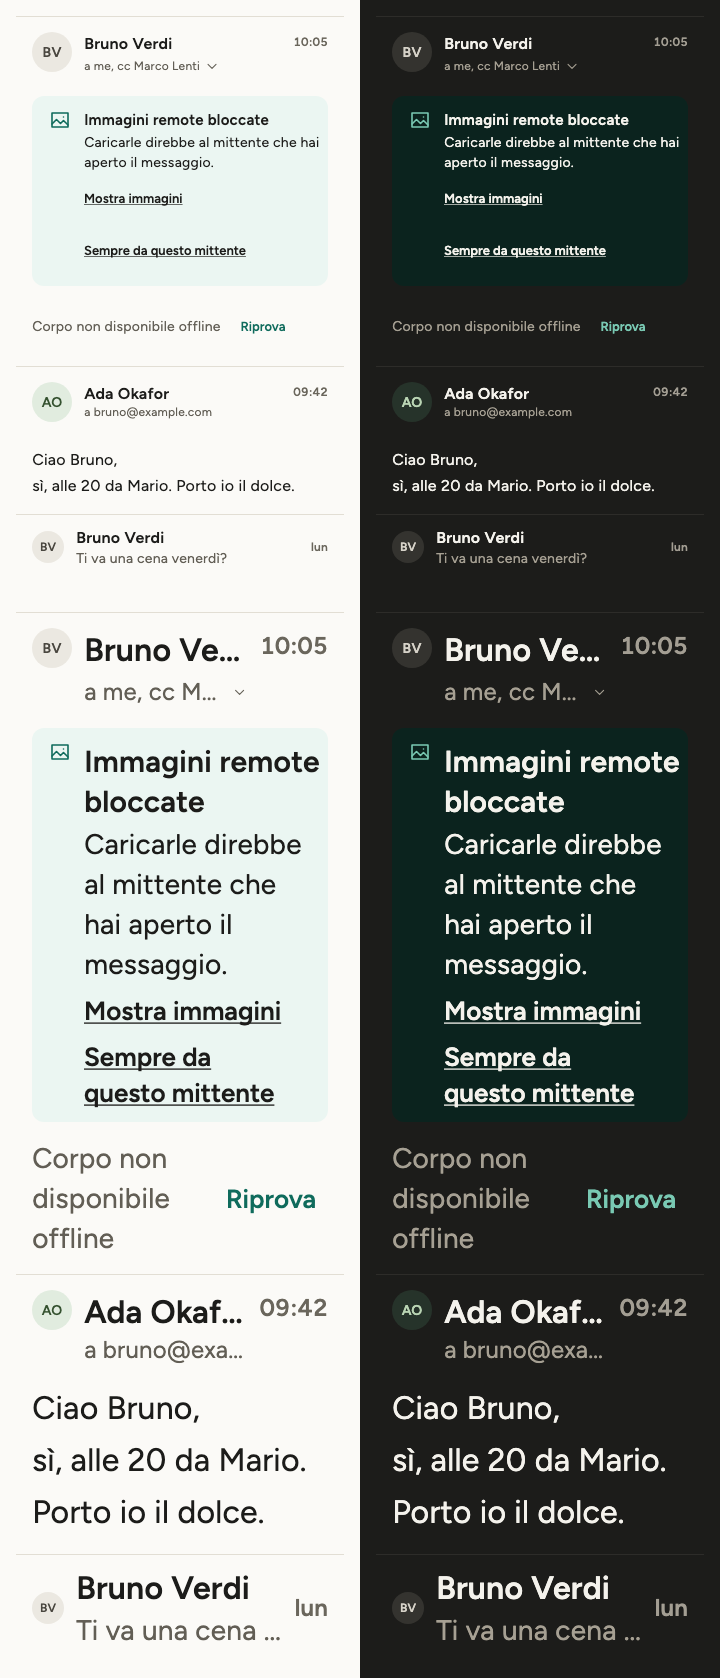 BV
Bruno Verdi
10:05
a me, cc Marco Lenti
Immagini remote bloccate
Caricarle direbbe al mittente che hai
aperto il messaggio.
Mostra immagini
Sempre da questo mittente
Corpo non disponibile offline
Riprova
AO
Ada Okafor
09:42
a bruno@example.com
Ciao Bruno,
sì, alle 20 da Mario. Porto io il dolce.
BV
Bruno Verdi
lun
Ti va una cena venerdì?
BV
Bruno Ve...
10:05
a me, cc M...
Immagini remote
bloccate
Caricarle direbbe
al mittente che
hai aperto il
messaggio.
Mostra immagini
Sempre da
questo mittente
Corpo non
disponibile
offline
Riprova
AO
Ada Okaf...
09:42
a bruno@exa...
Ciao Bruno,
sì, alle 20 da Mario.
Porto io il dolce.
BV
Bruno Verdi
lun
Ti va una cena ...
BV
Bruno Verdi
10:05
a me, cc Marco Lenti
Immagini remote bloccate
Caricarle direbbe al mittente che hai
aperto il messaggio.
Mostra immagini
Sempre da questo mittente
Corpo non disponibile offline
Riprova
AO
Ada Okafor
09:42
a bruno@example.com
Ciao Bruno,
sì, alle 20 da Mario. Porto io il dolce.
BV
Bruno Verdi
lun
Ti va una cena venerdì?
BV
Bruno Ve...
10:05
a me, cc M...
Immagini remote
bloccate
Caricarle direbbe
al mittente che
hai aperto il
messaggio.
Mostra immagini
Sempre da
questo mittente
Corpo non
disponibile
offline
Riprova
AO
Ada Okaf...
09:42
a bruno@exa...
Ciao Bruno,
sì, alle 20 da Mario.
Porto io il dolce.
BV
Bruno Verdi
lun
Ti va una cena ...